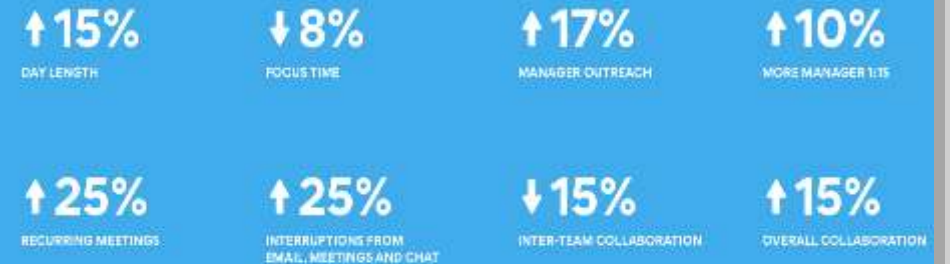 ↑15%
DAY LENGTH
↓8%
FOCUS TIME
↑17%
MANAGER OUTREACH
↑10%
MORE MANAGER 1:1S
↑25%
RECURRING MEETINGS
↑25%
INTERRUPTIONS FROM
EMAIL, MEETINGS AND CHAT
↓15%
INTER-TEAM COLLABORATION
↑15%
OVERALL COLLABORATION